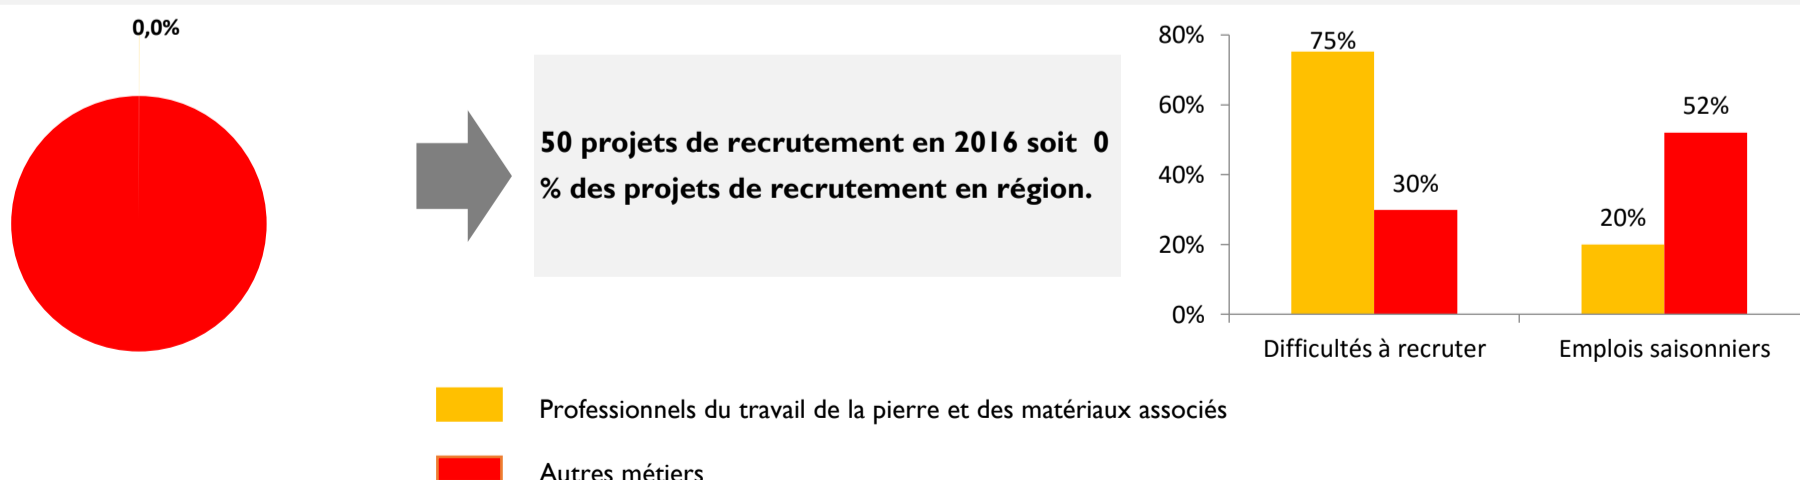 0,0%
50 projets de recrutement en 2016 soit  0
% des projets de recrutement en région.
80%
60%
40%
20%
0%
75%
30%
20%
52%
Difficultés à recruter
Emplois saisonniers
Professionnels du travail de la pierre et des matériaux associés
Autres métiers